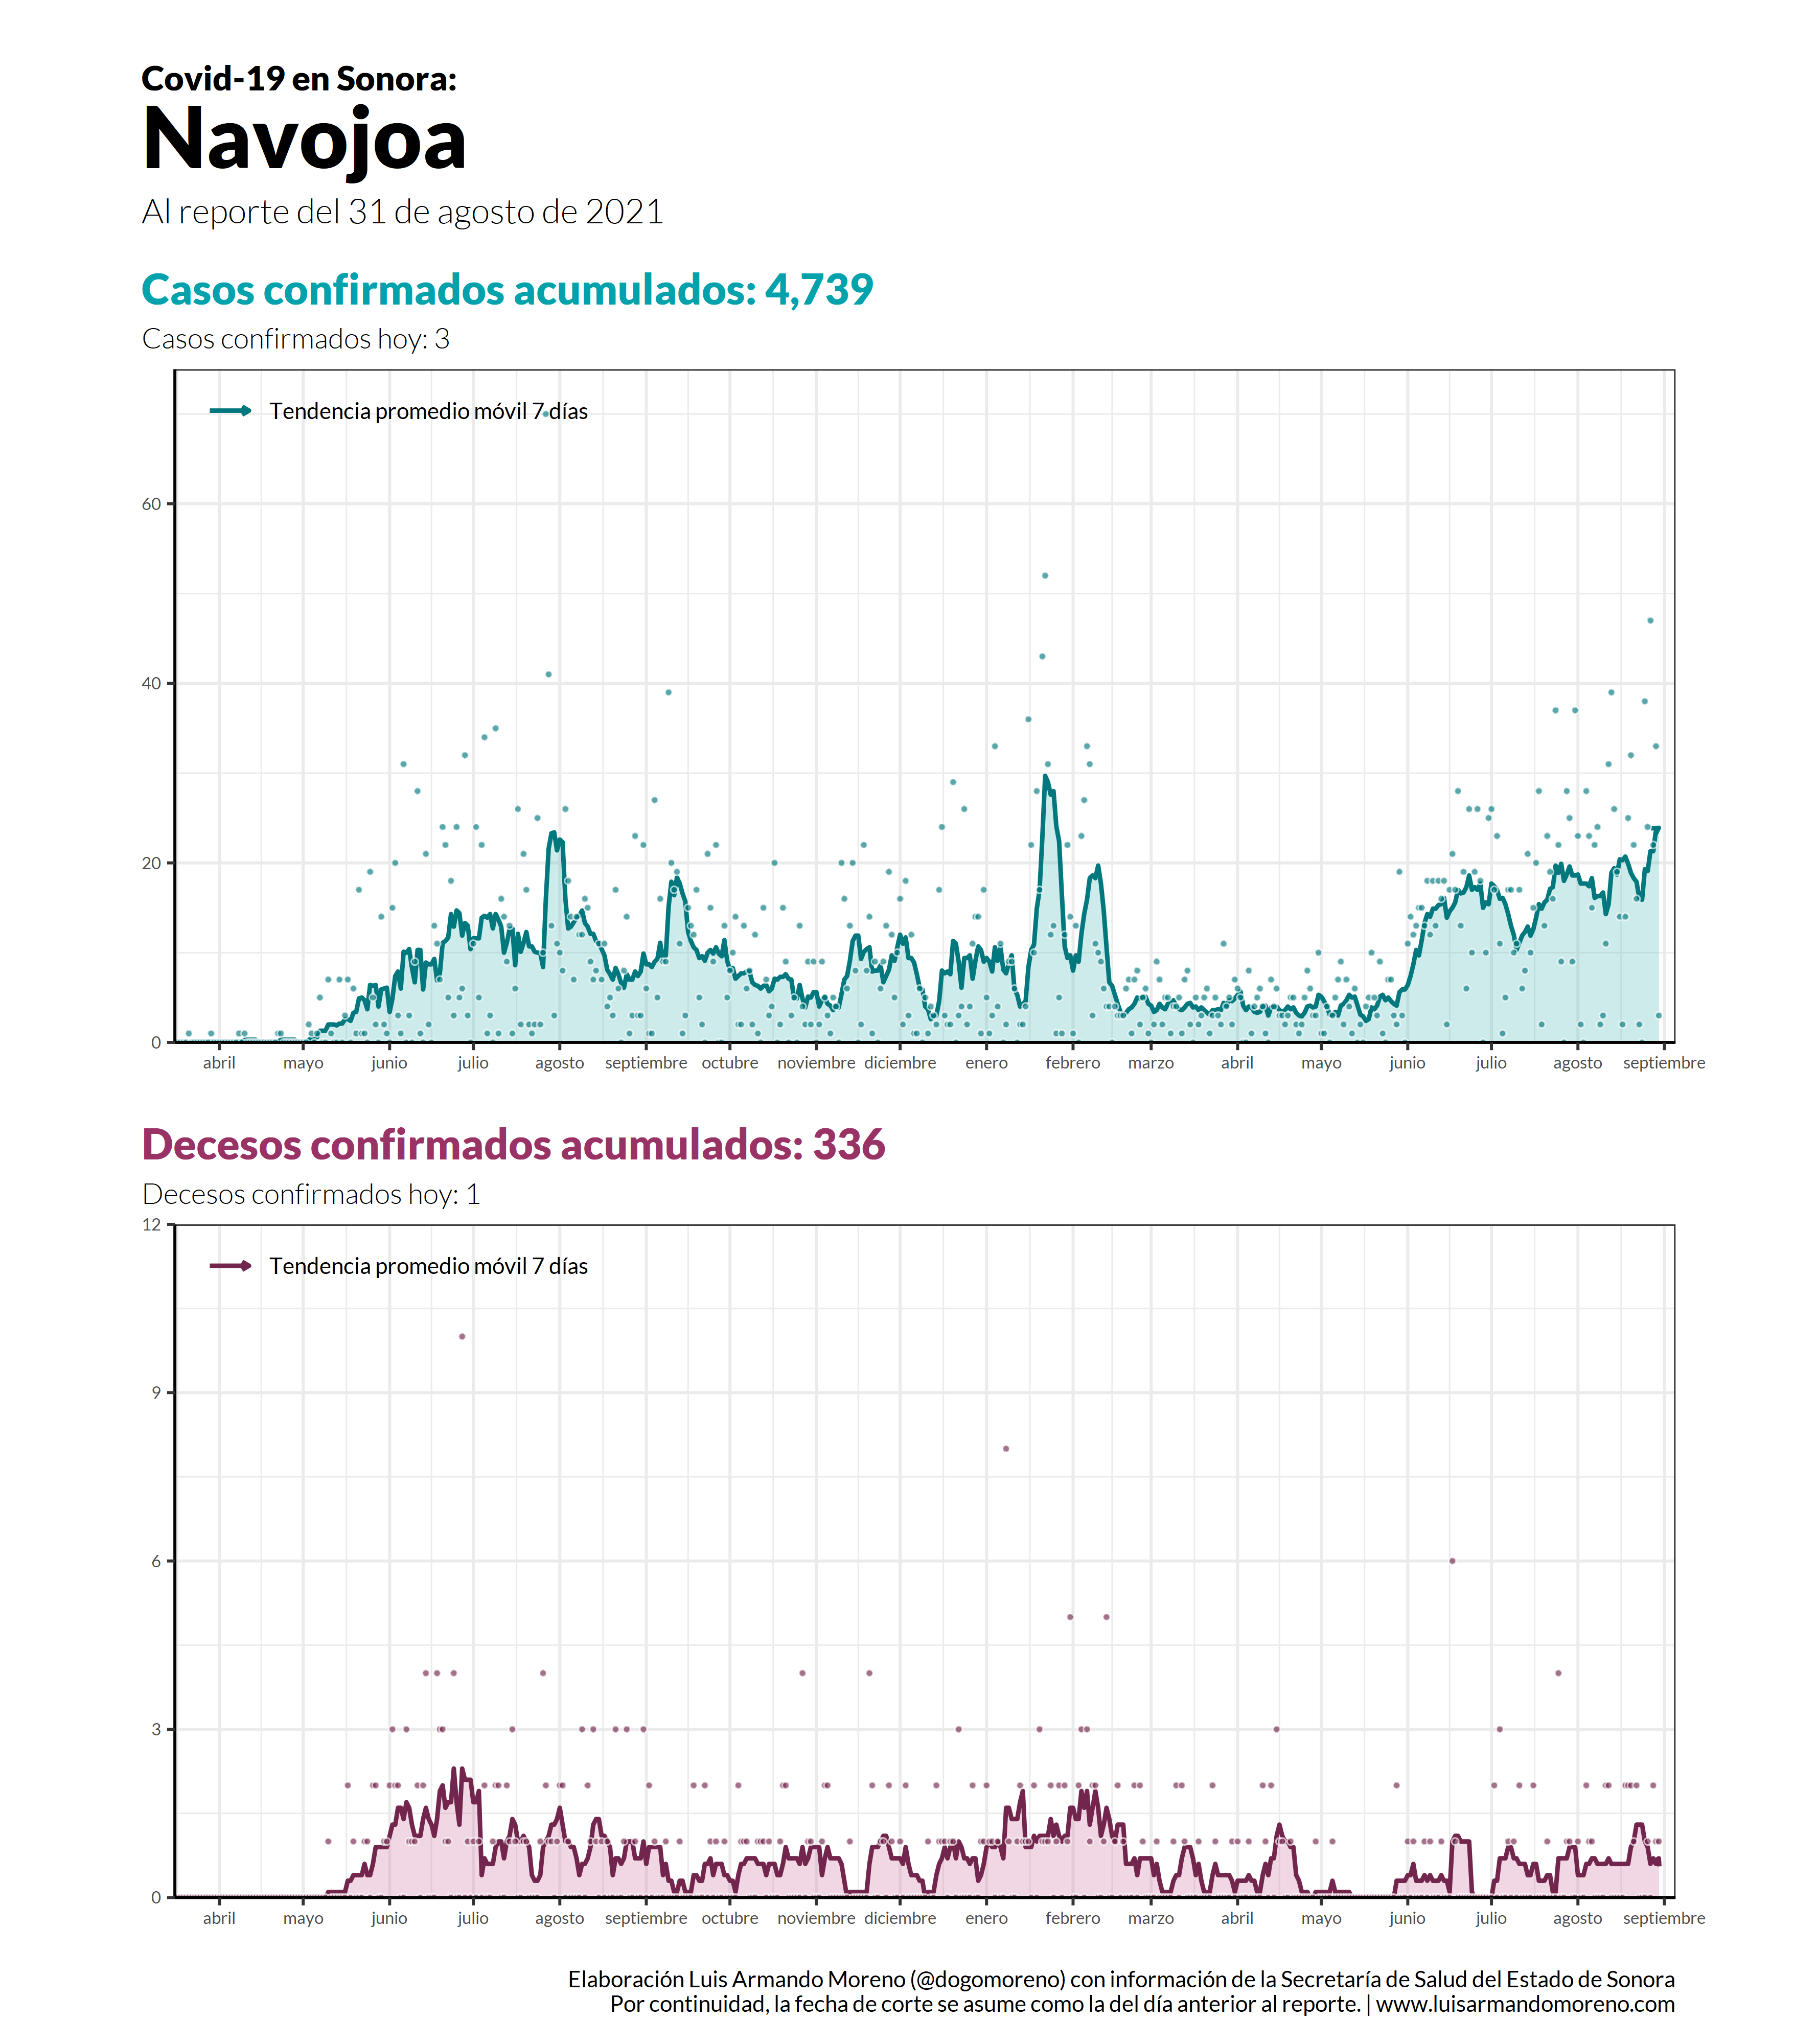 Covid-19 en Sonora:
Navojoa
Al reporte del 31 de agosto de 2021
Casos confirmados acumulados: 4,739
Casos confirmados hoy: 3
Tendencia promedio móvil 7 días
60
40
20
0
abril mayo junio julio agosto septiembre octubre noviembre diciembre enero febrero marzo abril mayo junio julio agosto septiembre
Decesos confirmados acumulados: 336
Decesos confirmados hoy: 1
12
Tendencia promedio móvil 7 días
9
6
3
0
abril mayo junio julio agosto septiembre octubre noviembre diciembre enero febrero marzo abril mayo junio julio agosto septiembre
Elaboración Luis Armando Moreno (@dogomoreno) con información de la Secretaría de Salud del Estado de Sonora
Por continuidad, la fecha de corte se asume como la del día anterior al reporte. | www.luisarmandomoreno.com